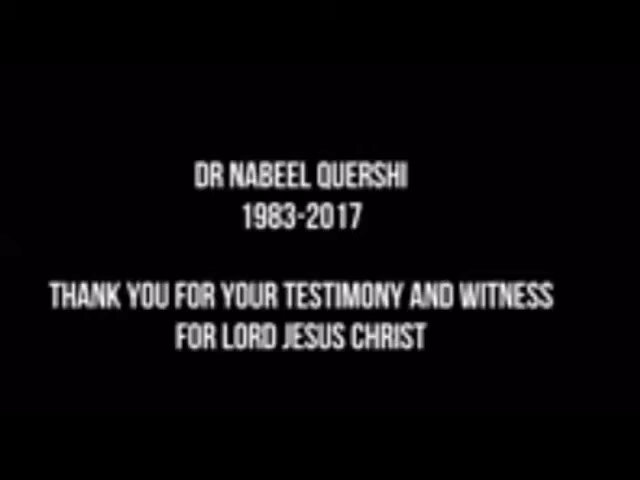 DR NABEEL QUERSHI
1983-2017
THANK YOU FOR YOUR TESTIMONY AND WITNESS
FOR LORD JESUS CHRIST